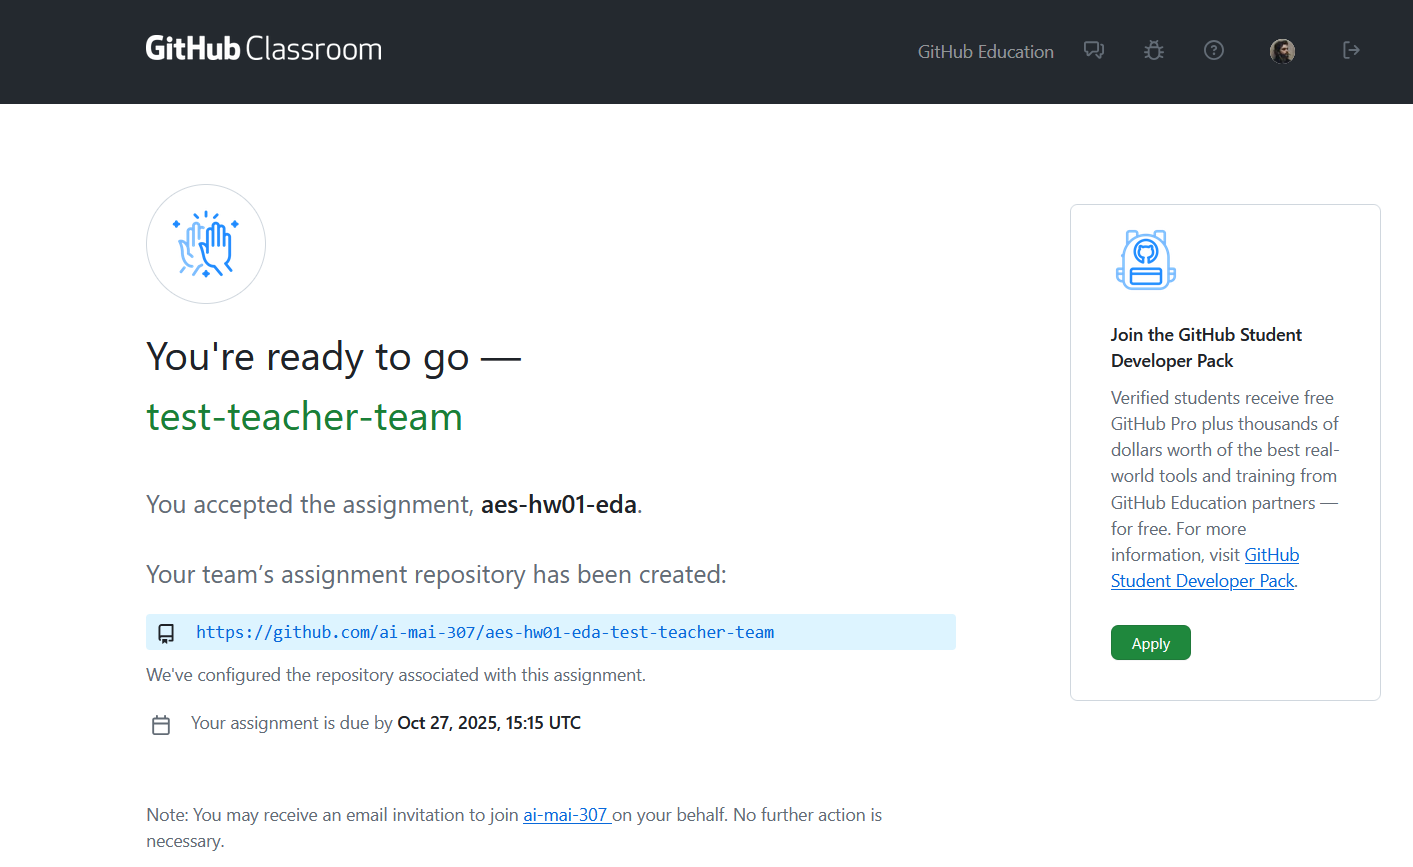 GitHub Classroom
GitHub Education
You're ready to go —
test-teacher-team
You accepted the assignment, aes-hw01-eda.
Your team’s assignment repository has been created:
https://github.com/ai-mai-307/aes-hw01-eda-test-teacher-team
We've configured the repository associated with this assignment.
Your assignment is due by Oct 27, 2025, 15:15 UTC
Note: You may receive an email invitation to join ai-mai-307 on your behalf. No further action is
necessary.
Join the GitHub Student
Developer Pack
Verified students receive free
GitHub Pro plus thousands of
dollars worth of the best real-
world tools and training from
GitHub Education partners —
for free. For more
information, visit GitHub
Student Developer Pack.
Apply